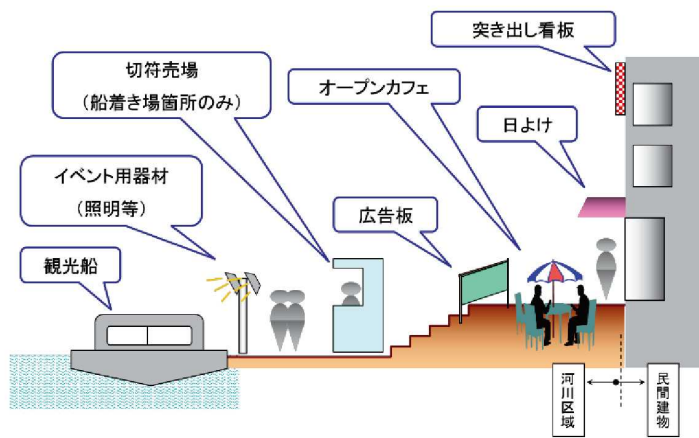 突き出し看板
切符売場
（船着き場箇所のみ）
オープンカフェ
日よけ
イベント用器材
（照明等）
広告板
観光船
河川区域
民間建物